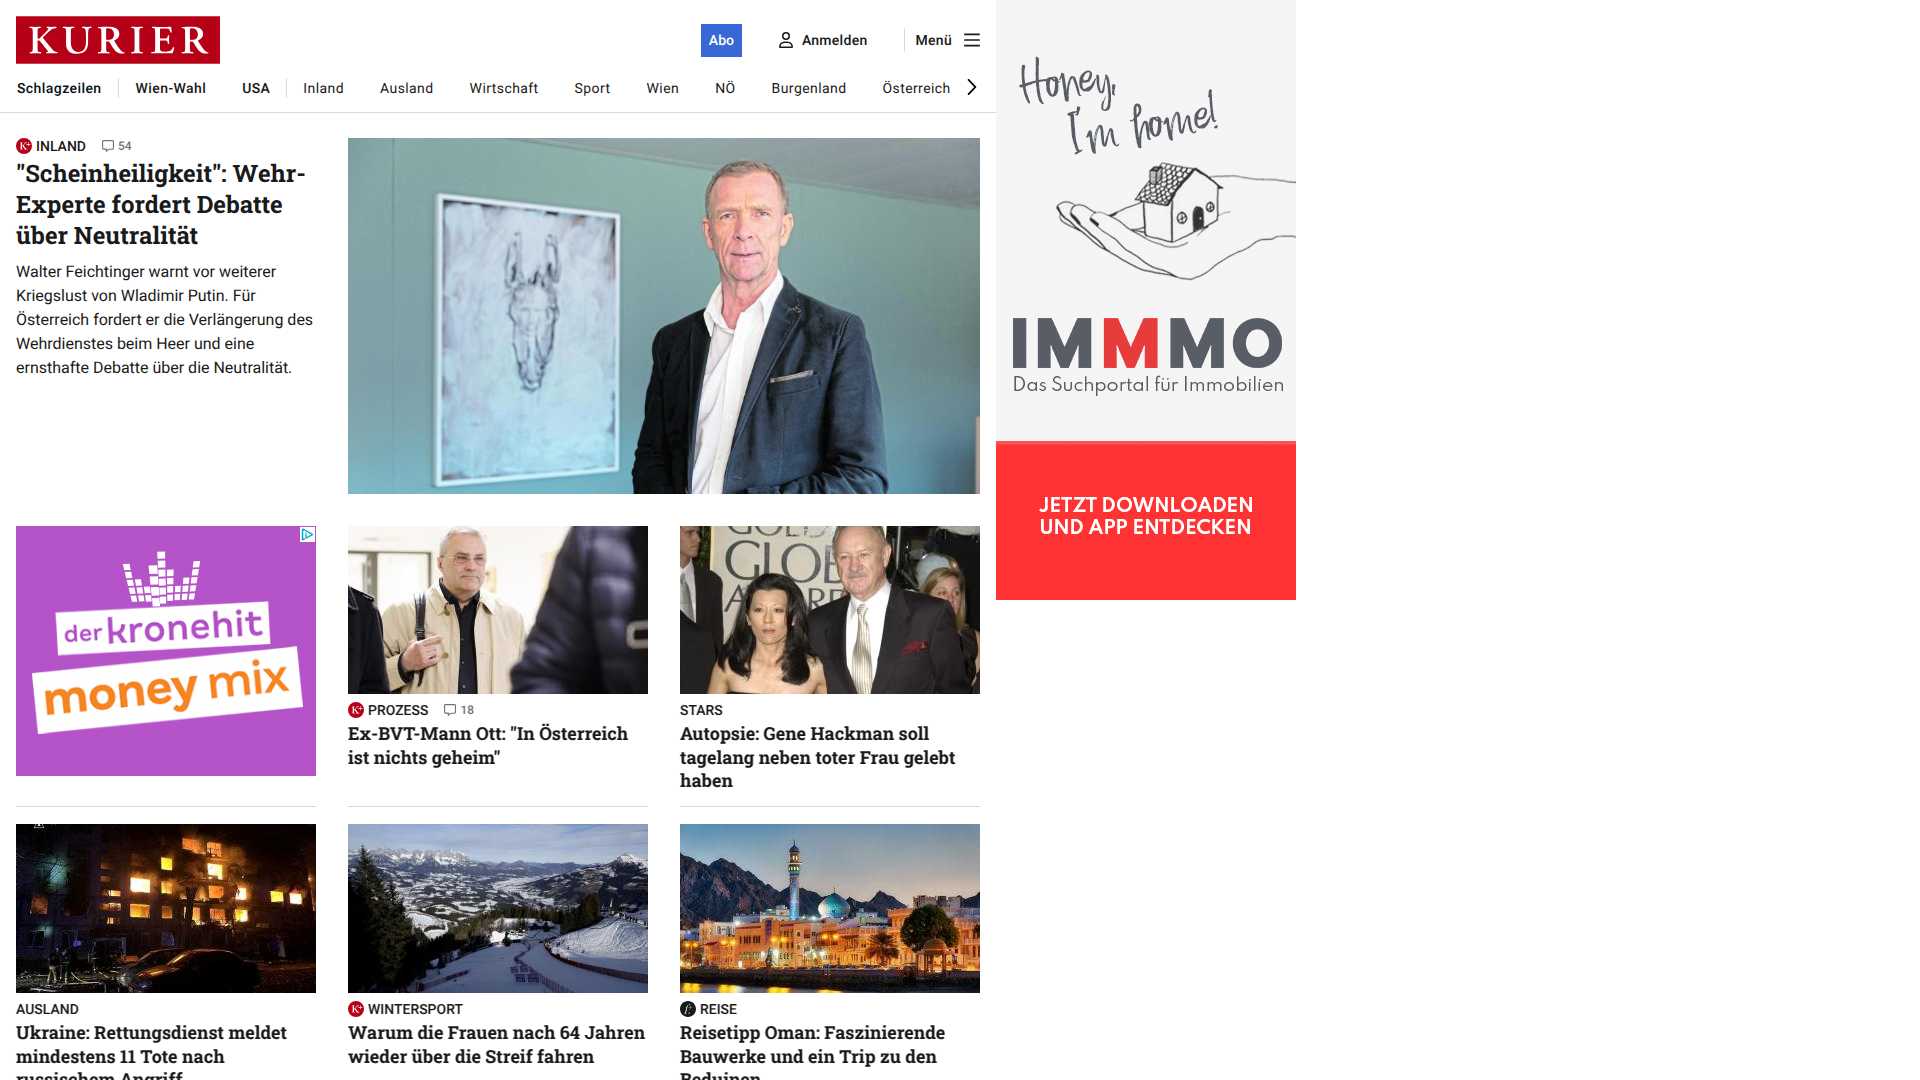 KURIER
Abo
Anmelden
Menü
Schlagzeilen
Wien-Wahl
USA
Inland
Ausland
Wirtschaft
Sport
Wien
NÖ
Burgenland
Österreich
INLAND 54
"Scheinheiligkeit": Wehr-
Experte fordert Debatte
über Neutralität
Walter Feichtinger warnt vor weiterer
Kriegslust von Wladimir Putin. Für
Österreich fordert er die Verlängerung des
Wehrdienstes beim Heer und eine
ernsthafte Debatte über die Neutralität.
Honey,
I'm home!
IMMMO
Das Suchportal für Immobilien
JETZT DOWNLOADEN
UND APP ENTDECKEN
der kronehit
money mix
K+ PROZESS 18
Ex-BVT-Mann Ott: "In Österreich
ist nichts geheim"
GLOBE
STARS
Autopsie: Gene Hackman soll
tagelang neben toter Frau gelebt
haben
AUSLAND
Ukraine: Rettungsdienst meldet
mindestens 11 Tote nach
russischem Angriff
K+ WINTERSPORT
Warum die Frauen nach 64 Jahren
wieder über die Streif fahren
REISE
Reisetipp Oman: Faszinierende
Bauwerke und ein Trip zu den
Beduinen